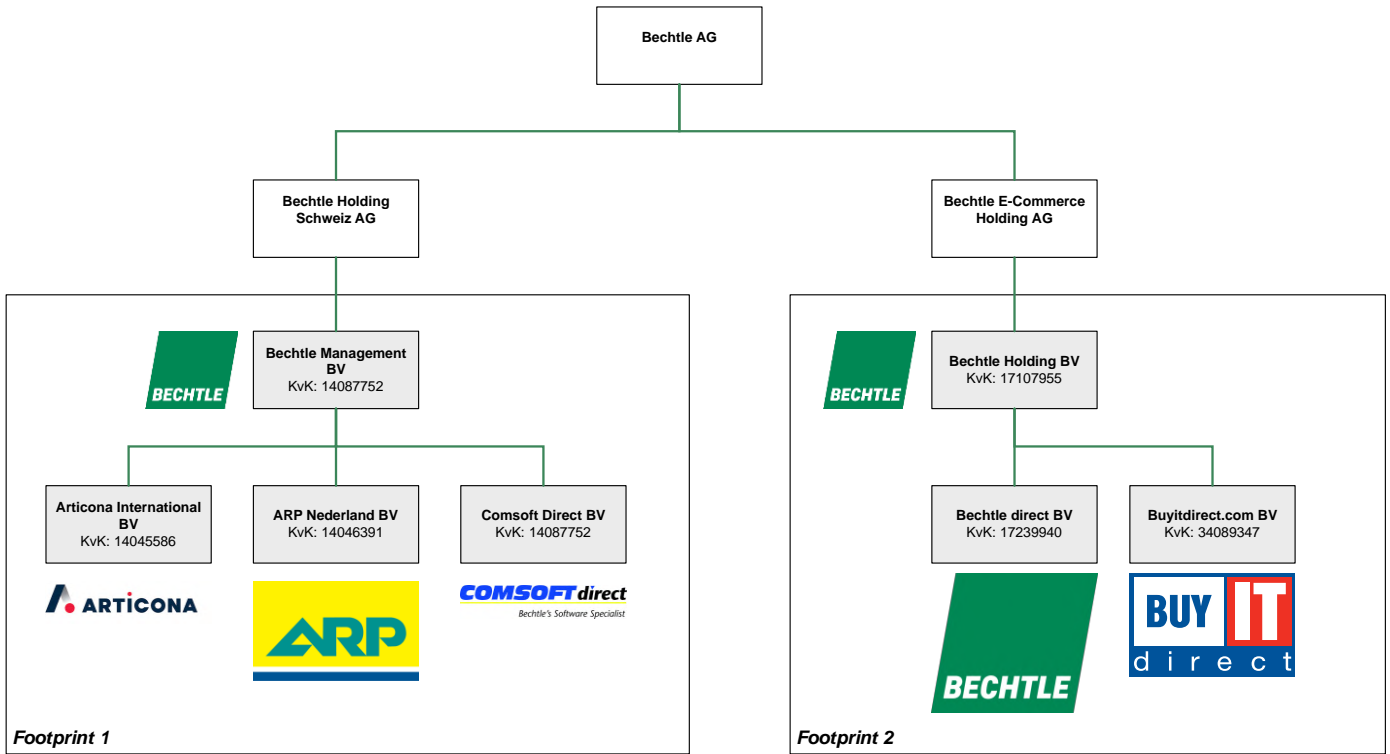 Bechtle AG
Bechtle Holding
Schweiz AG
Bechtle E-Commerce
Holding AG
BECHTLE
Bechtle Management
BV
KvK: 14087752
BECHTLE
Bechtle Holding BV
KvK: 17107955
Articona International
BV
KvK: 14045586
ARP Nederland BV
KvK: 14046391
Comsoft Direct BV
KvK: 14087752
Bechtle direct BV
KvK: 17239940
Buyitdirect.com BV
KvK: 34089347
ARTICONA
ARP
COMSOFT direct
Bechtle's Software Specialist
BECHTLE
BUY IT
direct
Footprint 1
Footprint 2